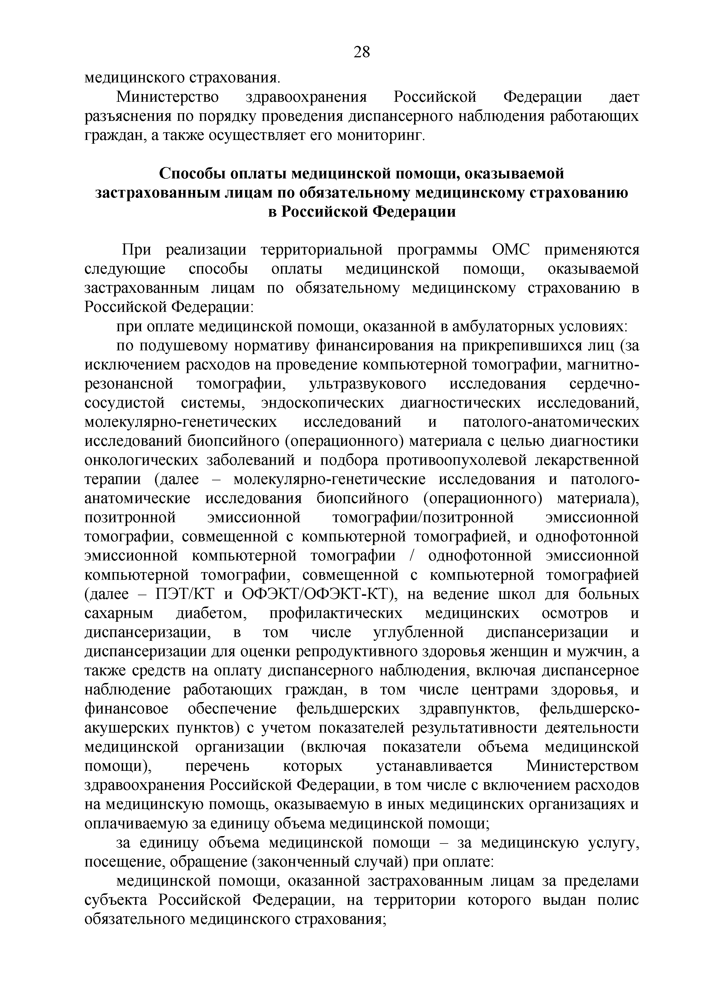 28
медицинского страхования.
Министерство здравоохранения Российской Федерации дает
разъяснения по порядку проведения диспансерного наблюдения работающих
граждан, а также осуществляет его мониторинг.
Способы оплаты медицинской помощи, оказываемой
застрахованным лицам по обязательному медицинскому страхованию
в Российской Федерации
При реализации территориальной программы ОМС применяются
следующие способы оплаты медицинской помощи, оказываемой
застрахованным лицам по обязательному медицинскому страхованию в
Российской Федерации:
при оплате медицинской помощи, оказанной в амбулаторных условиях:
по подушевому нормативу финансирования на прикрепившихся лиц (за
исключением расходов на проведение компьютерной томографии, магнитно-
резонансной томографии, ультразвукового исследования сердечно-
сосудистой системы, эндоскопических диагностических исследований,
молекулярно-генетических исследований и патолого-анатомических
исследований биопсийного (операционного) материала с целью диагностики
онкологических заболеваний и подбора противоопухолевой лекарственной
терапии (далее – молекулярно-генетические исследования и патолого-
анатомические исследования биопсийного (операционного) материала),
позитронной эмиссионной томографии/позитронной эмиссионной
томографии, совмещенной с компьютерной томографией, и однофотонной
эмиссионной компьютерной томографии / однофотонной эмиссионной
компьютерной томографии, совмещенной с компьютерной томографией
(далее – ПЭТ/КТ и ОФЭКТ/ОФЭКТ-КТ), на ведение школ для больных
сахарным диабетом, профилактических медицинских осмотров и
диспансеризации, в том числе углубленной диспансеризации и
диспансеризации для оценки репродуктивного здоровья женщин и мужчин, а
также средств на оплату диспансерного наблюдения, включая диспансерное
наблюдение работающих граждан, в том числе центрами здоровья, и
финансовое обеспечение фельдшерских здравпунктов, фельдшерско-
акушерских пунктов) с учетом показателей результативности деятельности
медицинской организации (включая показатели объема медицинской
помощи), перечень которых устанавливается Министерством
здравоохранения Российской Федерации, в том числе с включением расходов
на медицинскую помощь, оказываемую в иных медицинских организациях и
оплачиваемую за единицу объема медицинской помощи;
за единицу объема медицинской помощи – за медицинскую услугу,
посещение, обращение (законченный случай) при оплате:
медицинской помощи, оказанной застрахованным лицам за пределами
субъекта Российской Федерации, на территории которого выдан полис
обязательного медицинского страхования;